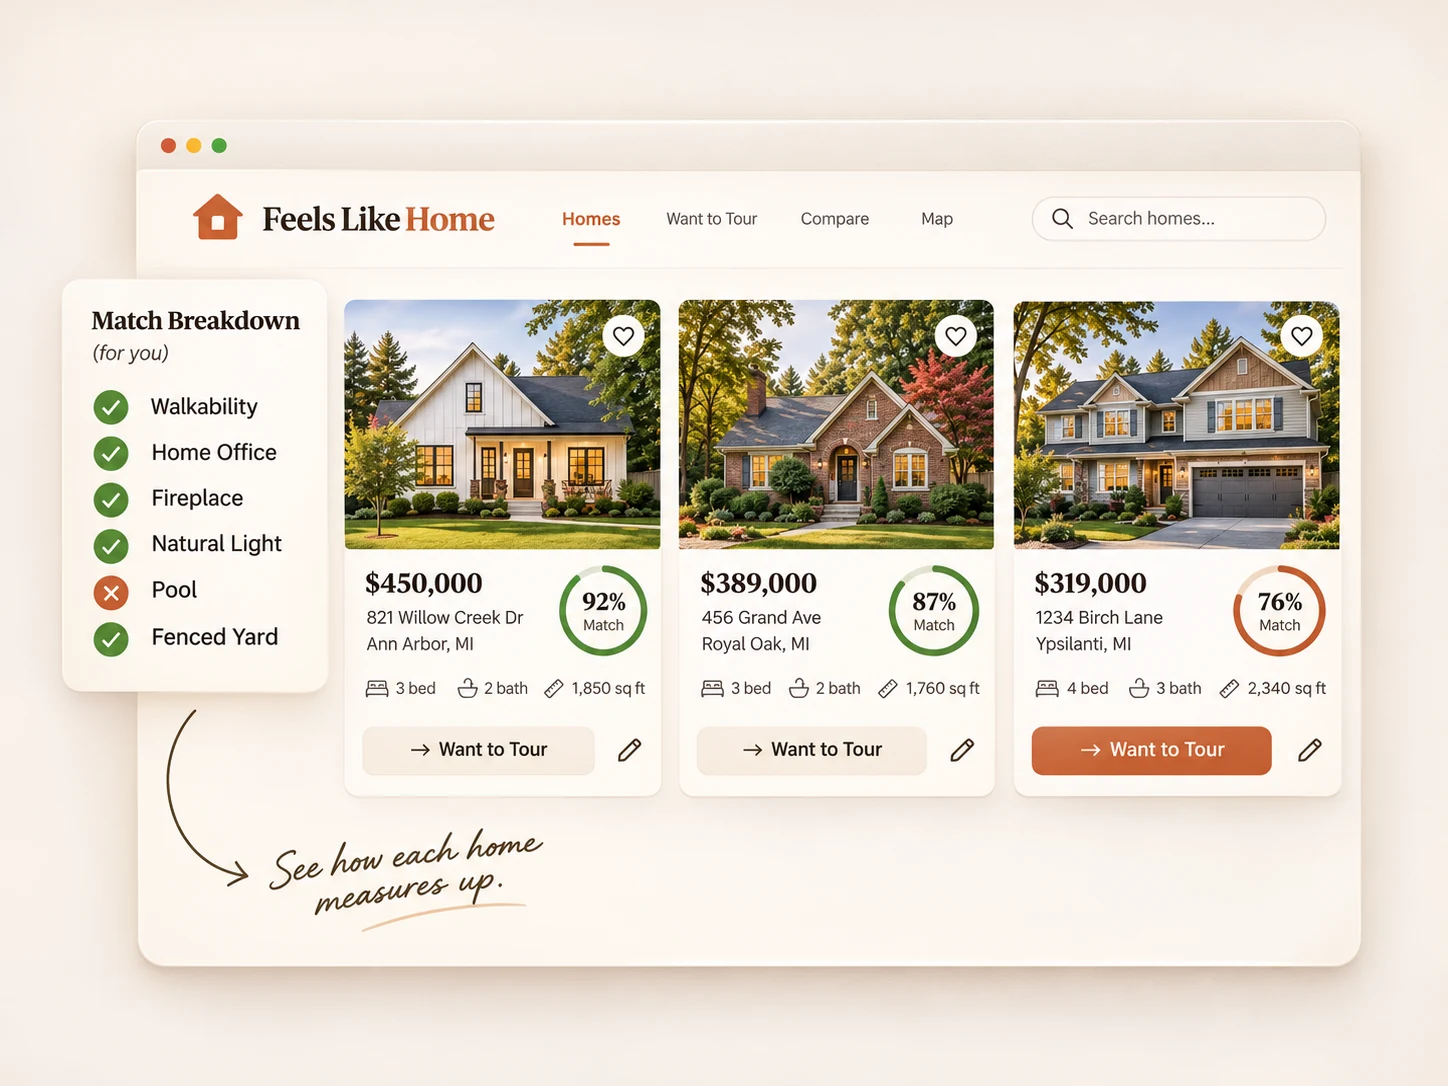 Feels Like Home
Homes
Want to Tour
Compare
Map
Search homes...
Match Breakdown
(for you)
Walkability
Home Office
Fireplace
Natural Light
Pool
Fenced Yard
$450,000
821 Willow Creek Dr
Ann Arbor, MI
92%
Match
3 bed
2 bath
1,850 sq ft
→ Want to Tour
$389,000
456 Grand Ave
Royal Oak, MI
87%
Match
3 bed
2 bath
1,760 sq ft
→ Want to Tour
$319,000
1234 Birch Lane
Ypsilanti, MI
76%
Match
4 bed
3 bath
2,340 sq ft
→ Want to Tour
See how each home
measures up.